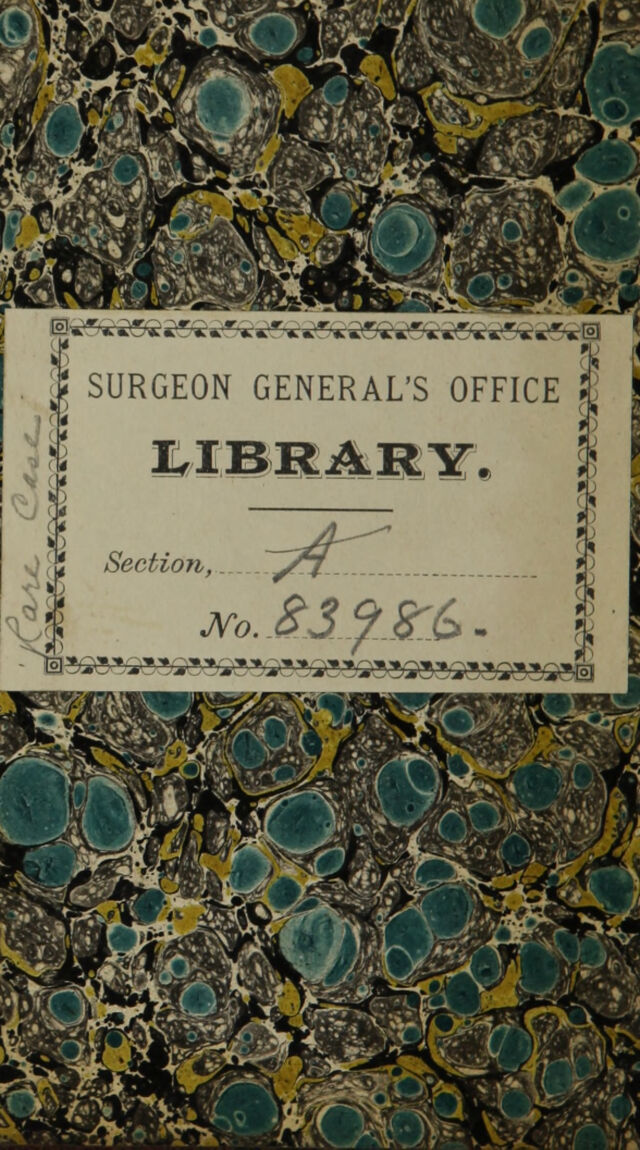 SURGEON GENERAL'S OFFICE
LIBRARY.
Section, A
No. 83986.
Rare Case